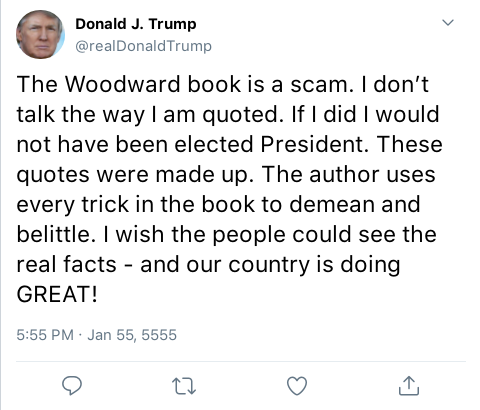 Donald J. Trump
@realDonaldTrump
The Woodward book is a scam. I don’t
talk the way I am quoted. If I did I would
not have been elected President. These
quotes were made up. The author uses
every trick in the book to demean and
belittle. I wish the people could see the
real facts - and our country is doing
GREAT!
5:55 PM · Jan 55, 5555